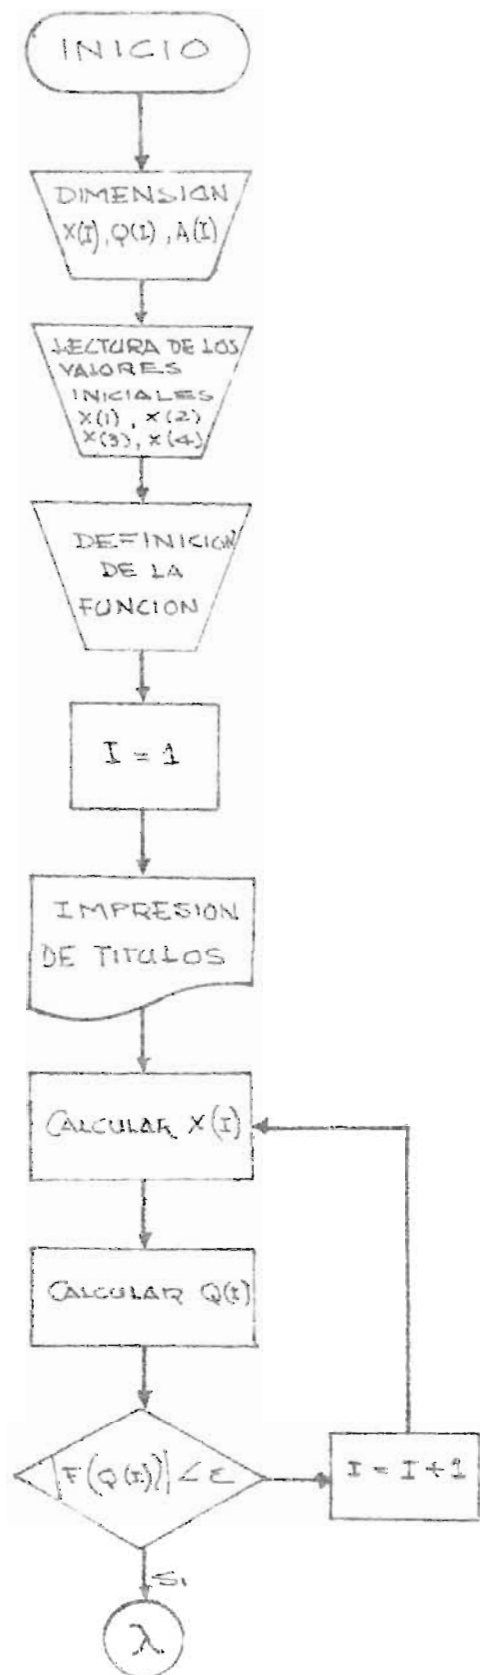 INICIO
DIMENSION
X(I), Q(I), A(I)
LECTURA DE LOS
VALORES
INICIALES
X(1), X(2)
X(3), X(4)
DEFINICION
DE LA
FUNCION
I = 1
IMPRESION
DE TITULOS
CALCULAR X(I)
CALCULAR Q(I)
|F(Q(I))| < ε
I = I + 1
SI
λ